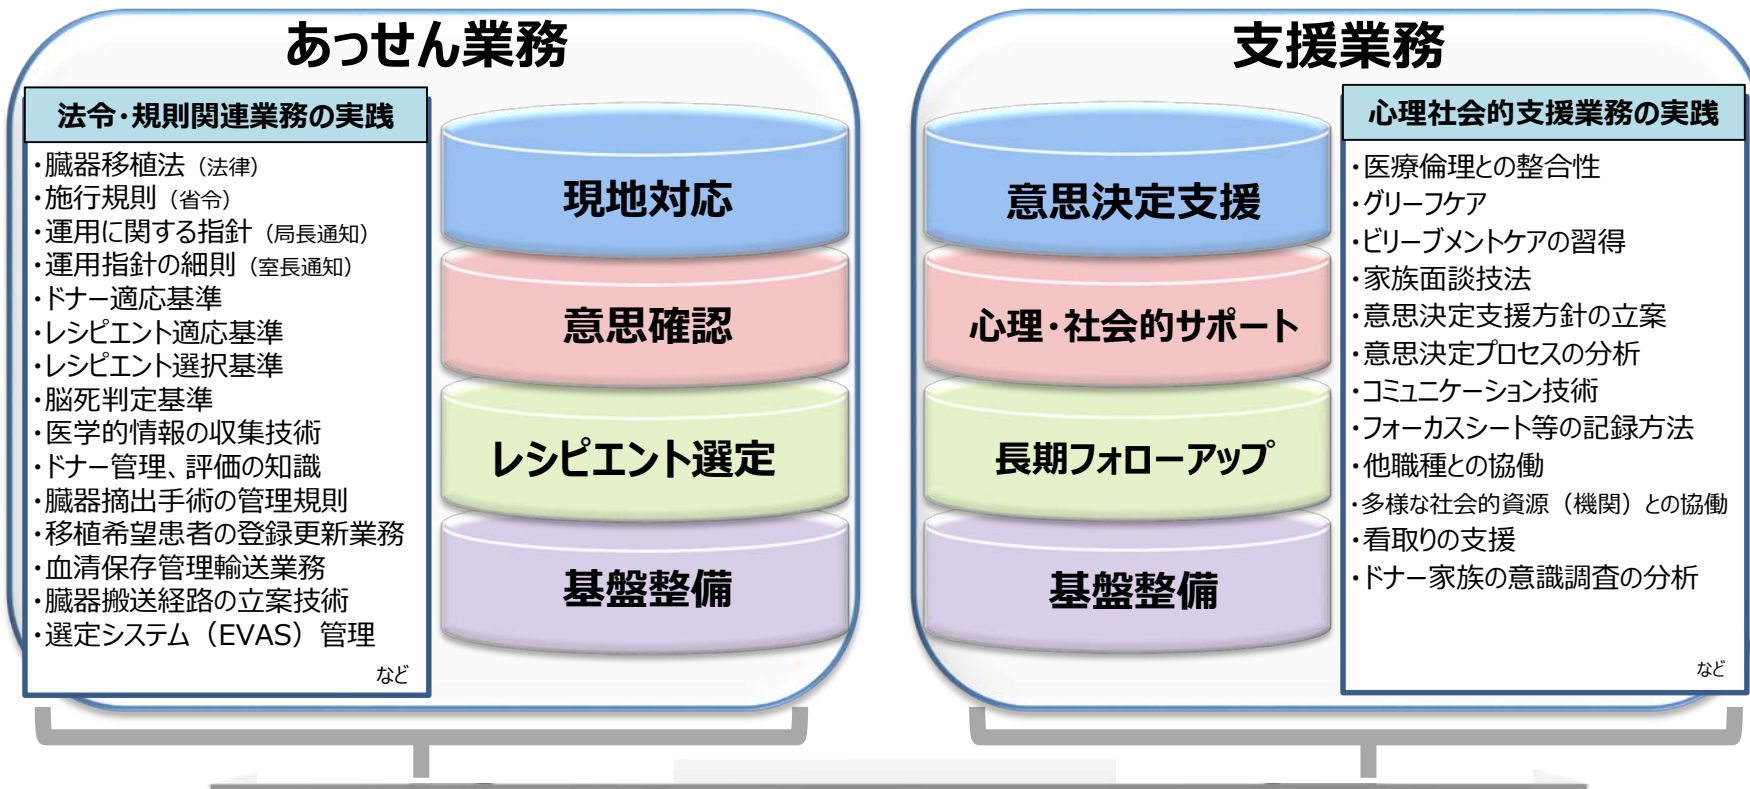 あっせん業務
法令・規則関連業務の実践
・臓器移植法（法律）
・施行規則（省令）
・運用に関する指針（局長通知）
・運用指針の細則（室長通知）
・ドナー適応基準
・レシピエント適応基準
・レシピエント選択基準
・脳死判定基準
・医学的情報の収集技術
・ドナー管理、評価の知識
・臓器摘出手術の管理規則
・移植希望患者の登録更新業務
・血清保存管理輸送業務
・臓器搬送経路の立案技術
・選定システム（EVAS）管理
など
現地対応
意思確認
レシピエント選定
基盤整備
支援業務
意思決定支援
心理・社会的サポート
長期フォローアップ
基盤整備
心理社会的支援業務の実践
・医療倫理との整合性
・グリーフケア
・ビリーブメントケアの習得
・家族面談技法
・意思決定支援方針の立案
・意思決定プロセスの分析
・コミュニケーション技術
・フォーカスシート等の記録方法
・他職種との協働
・多様な社会的資源（機関）との協働
・看取りの支援
・ドナー家族の意識調査の分析
など